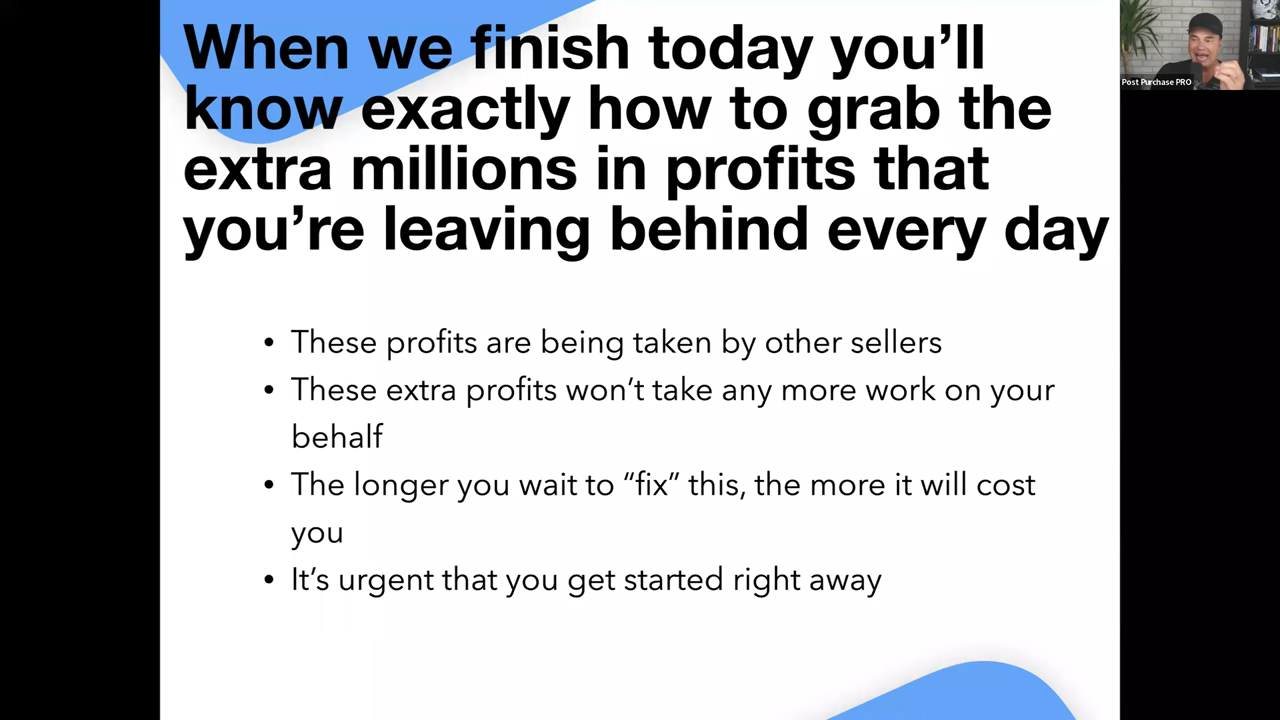 When we finish today you’ll
know exactly how to grab the
extra millions in profits that
you’re leaving behind every day
• These profits are being taken by other sellers
• These extra profits won’t take any more work on your
behalf
• The longer you wait to “fix” this, the more it will cost
you
• It’s urgent that you get started right away
Post Purchase PRO